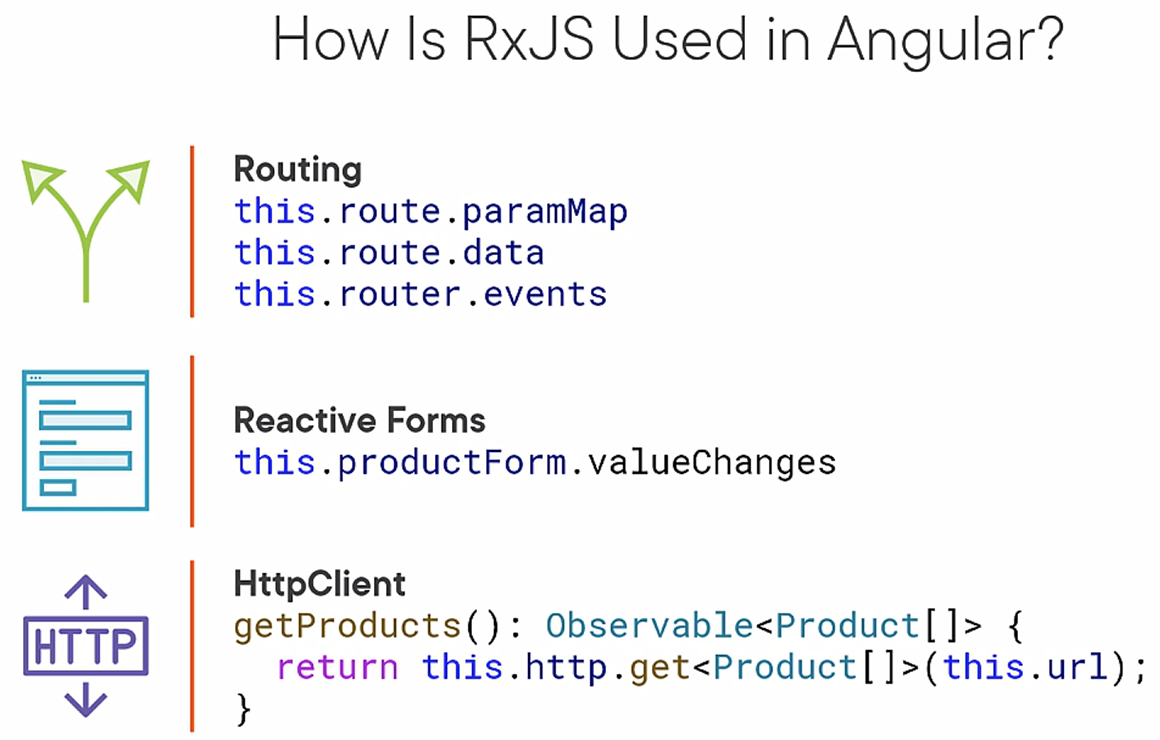 How Is RxJS Used in Angular?
Routing
this.route.paramMap
this.route.data
this.router.events
Reactive Forms
this.productForm.valueChanges
HTTP
HttpClient
getProducts(): Observable<Product[]> {
  return this.http.get<Product[]>(this.url);
}